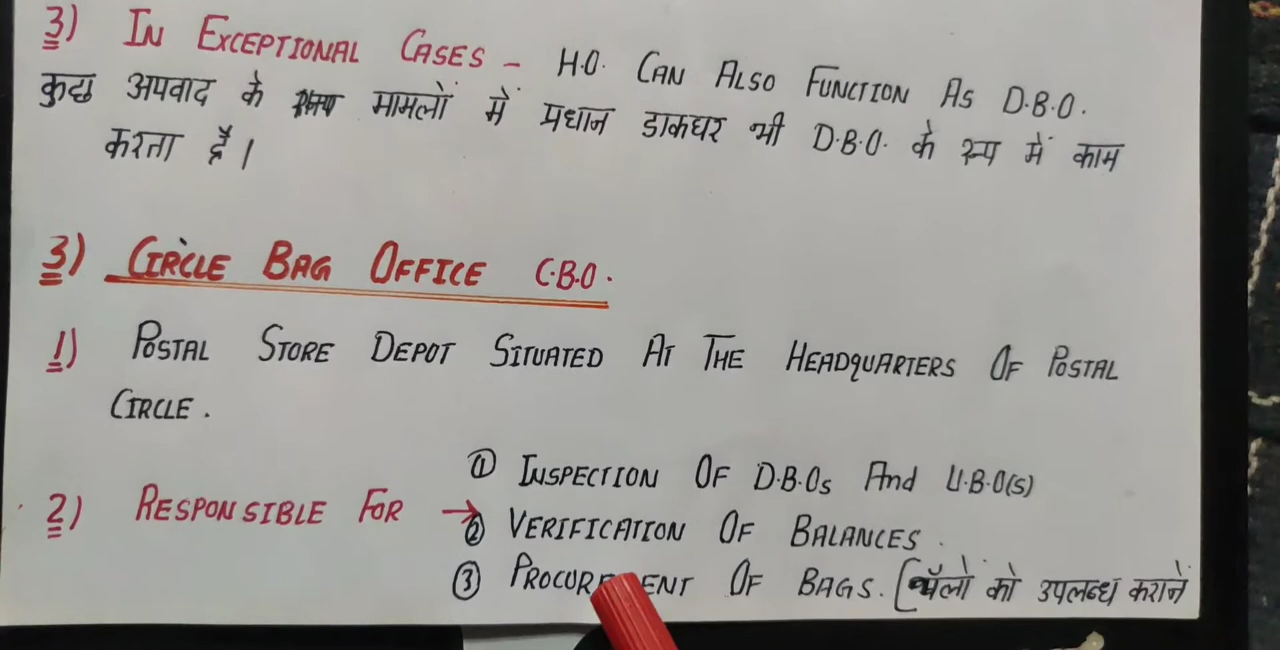 3) IN EXCEPTIONAL CASES - H.O. CAN ALSO FUNCTION AS D.B.O.
कुछ अपवाद के मामलों में प्रधान डाकघर भी D.B.O. के रूप में काम
करता है।
3) CIRCLE BAG OFFICE C.B.O.
1) POSTAL STORE DEPOT SITUATED AT THE HEADQUARTERS OF POSTAL
CIRCLE.
① INSPECTION OF D.B.Os And U.B.O(s)
2) RESPONSIBLE FOR →
② VERIFICATION OF BALANCES.
③ OF BAGS. [थैलो को उपलब्ध कराने